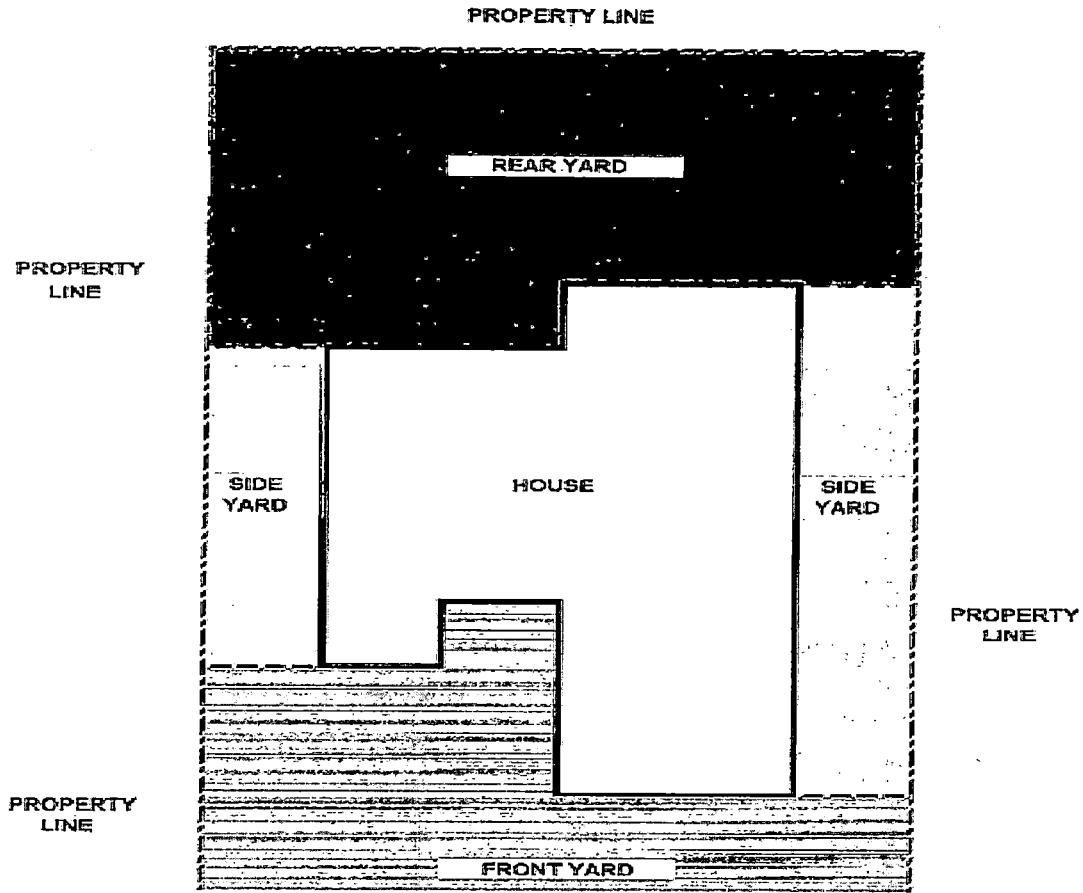 PROPERTY LINE
REAR YARD
PROPERTY
LINE
SIDE
YARD
HOUSE
SIDE
YARD
PROPERTY
LINE
PROPERTY
LINE
FRONT YARD